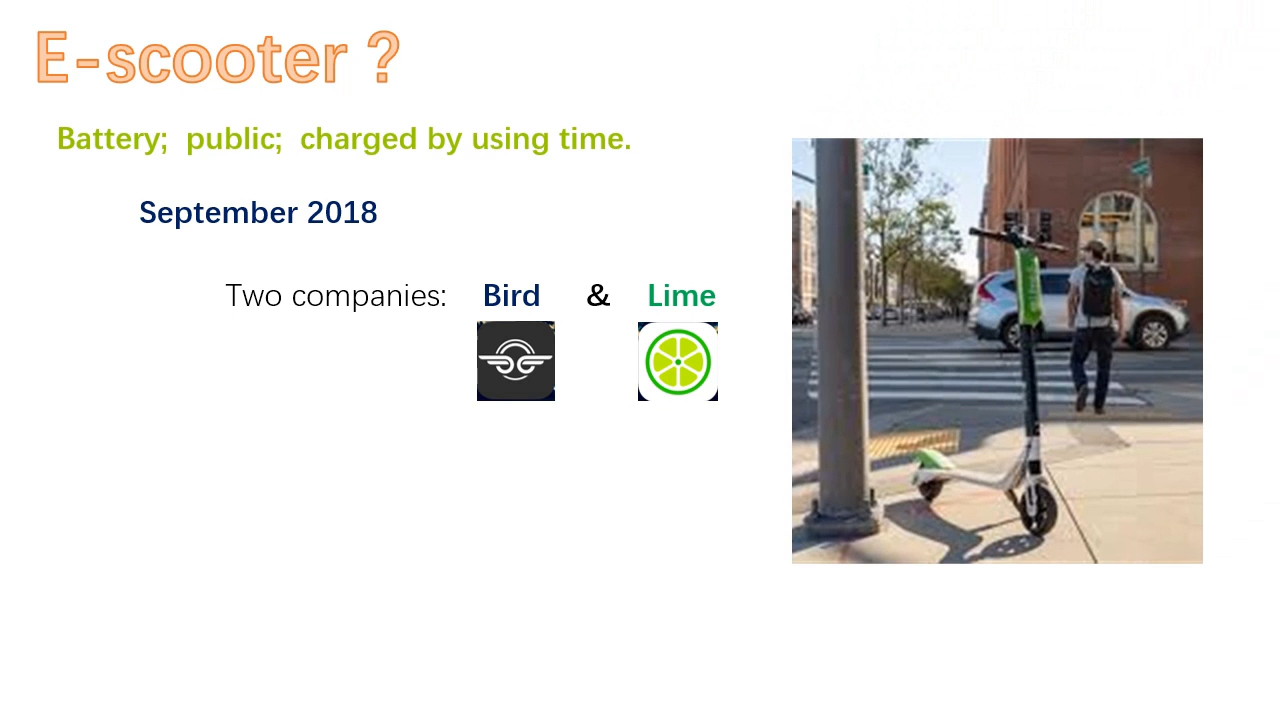 E-scooter ?
Battery; public; charged by using time.
September 2018
Two companies: Bird & Lime